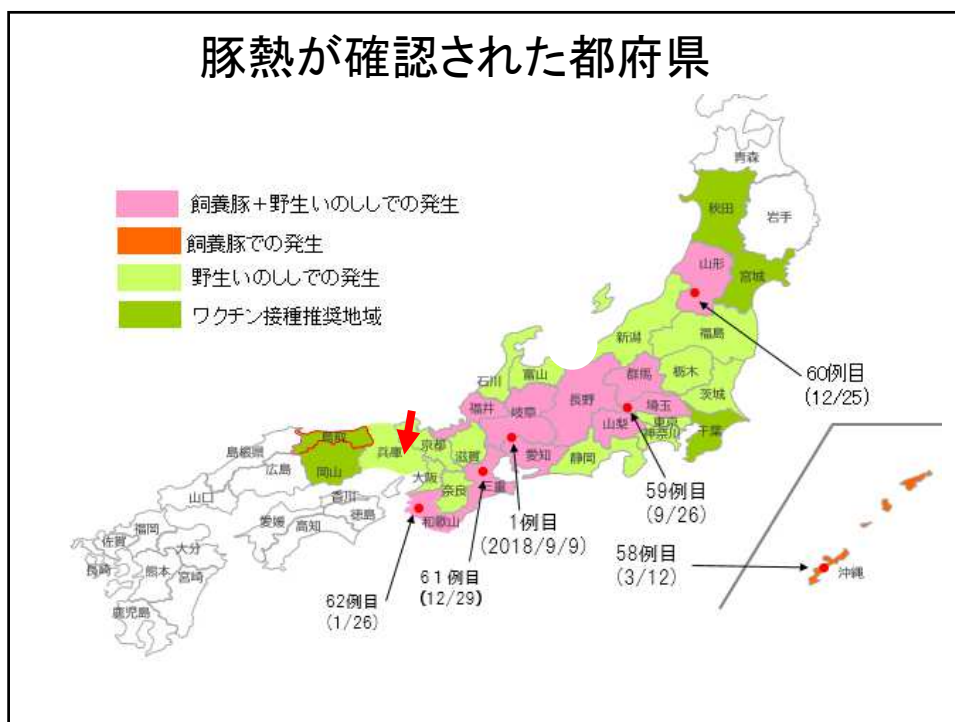 豚熱が確認された都府県
飼養豚+野生いのししでの発生
飼養豚での発生
野生いのししでの発生
ワクチン接種推奨地域
青森
秋田
岩手
山形
宮城
新潟
福島
60例目
(12/25)
石川
富山
群馬
栃木
茨城
福井
岐阜
長野
埼玉
山梨
東京
神奈川
千葉
鳥取
島根県
岡山
広島
兵庫
京都
滋賀
愛知
静岡
大阪
奈良
三重
和歌山
山口
香川
徳島
愛媛
高知
福岡
佐賀
大分
長崎
熊本
宮崎
鹿児島
59例目
(9/26)
1例目
(2018/9/9)
58例目
(3/12)
沖縄
61例目
(12/29)
62例目
(1/26)